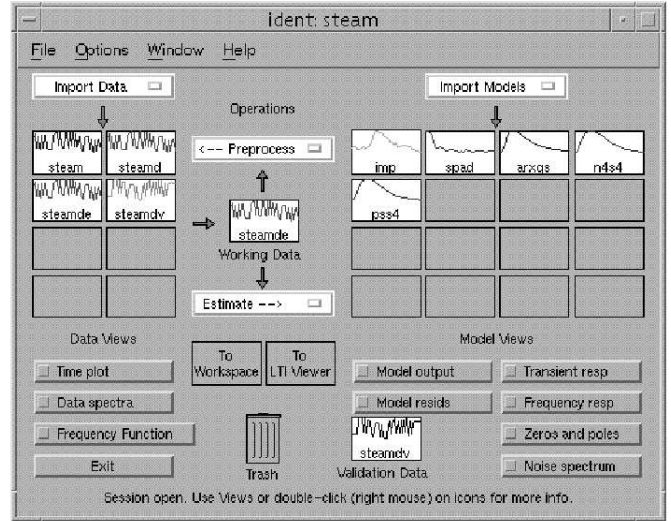 ident: steam
File Options Window Help
Import Data
Import Models
Operations
<-- Preprocess
steam steamd
imp spad arxqs n4s4
steamde steamdv
pss4
steamde
Working Data
Estimate -->
Data Views
Model Views
To Workspace
To LTI Viewer
Time plot
Data spectra
Frequency Function
Exit
Trash
Model output
Transient resp
Model resids
Frequency resp
steamdv
Validation Data
Zeros and poles
Noise spectrum
Session open. Use Views or double-click (right mouse) on icons for more info.